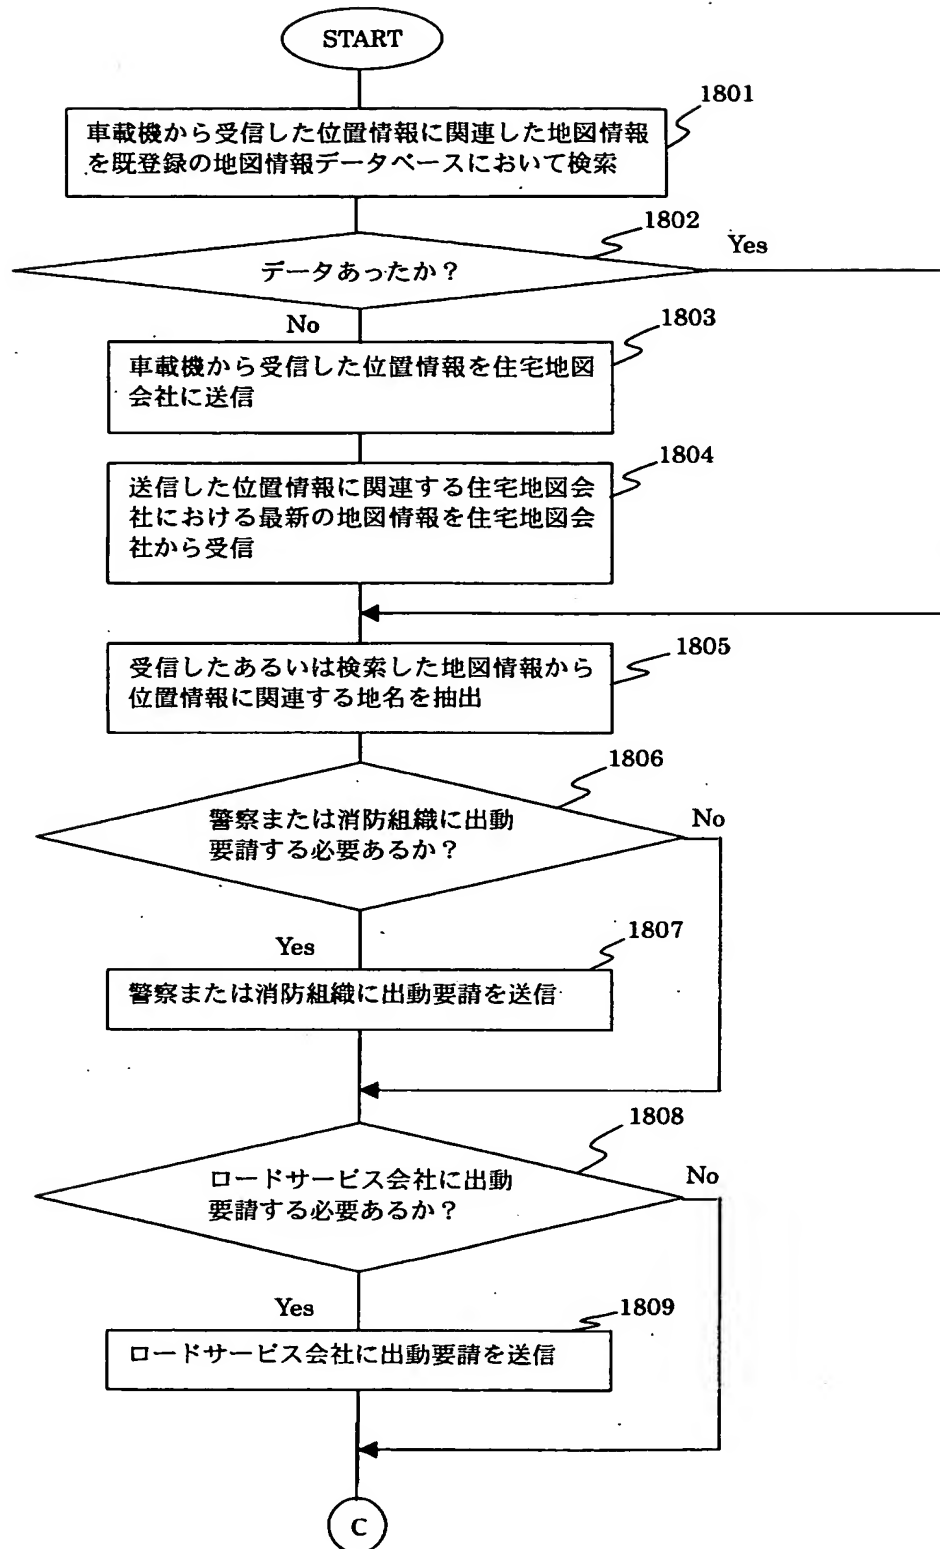 START
1801
車載機から受信した位置情報に関連した地図情報
を既登録の地図情報データベースにおいて検索
1802
データあったか？
Yes
No
1803
車載機から受信した位置情報を住宅地図
会社に送信
1804
送信した位置情報に関連する住宅地図会
社における最新の地図情報を住宅地図会
社から受信
1805
受信したあるいは検索した地図情報から
位置情報に関連する地名を抽出
1806
警察または消防組織に出動
要請する必要あるか？
No
Yes
1807
警察または消防組織に出動要請を送信
1808
ロードサービス会社に出動
要請する必要あるか？
No
Yes
1809
ロードサービス会社に出動要請を送信
C